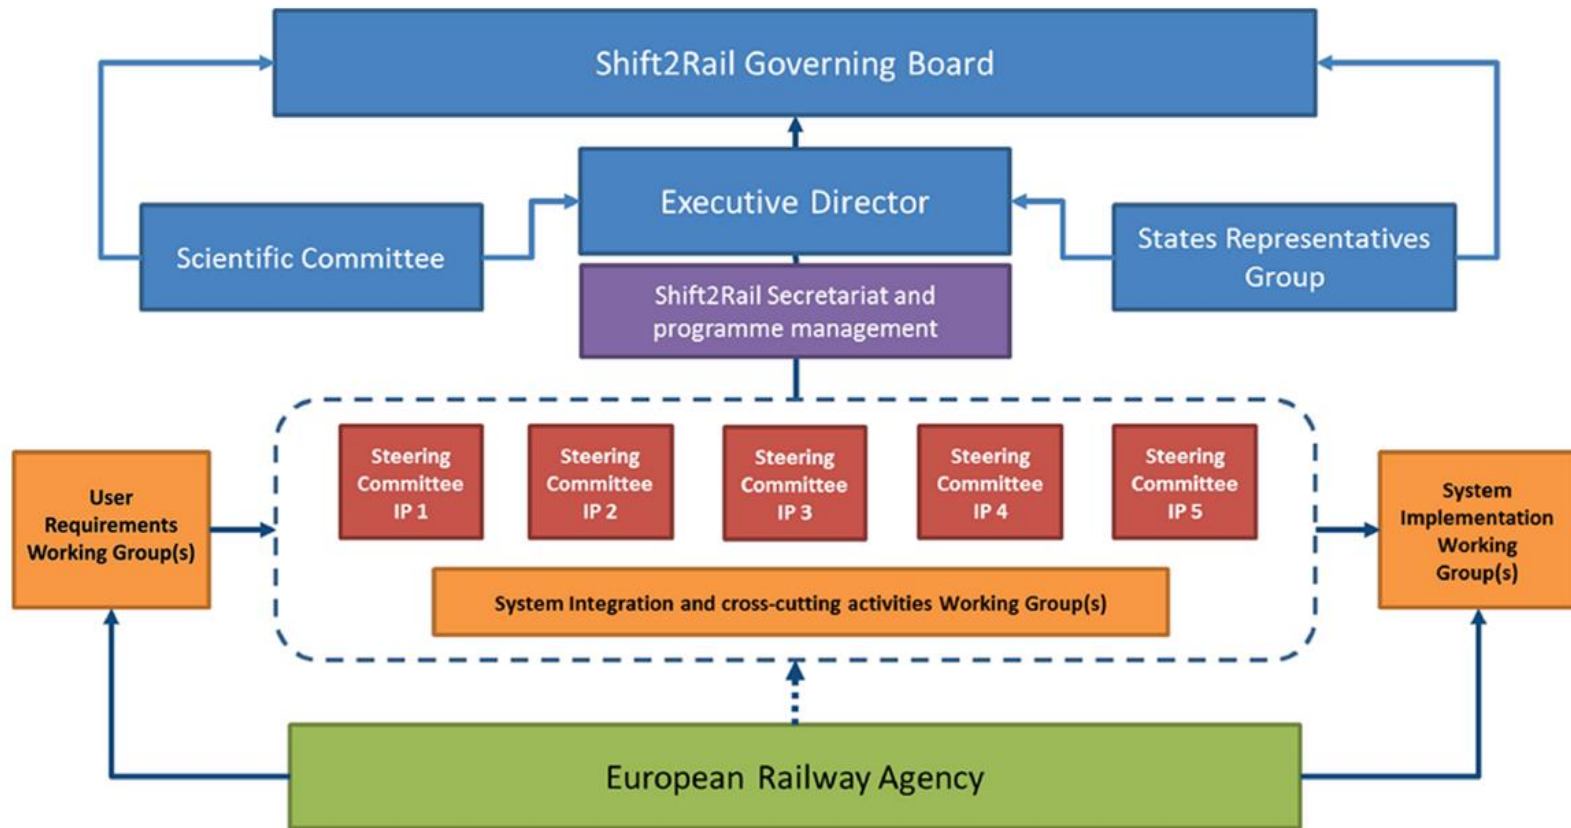 Shift2Rail Governing Board
Executive Director
Scientific Committee
States Representatives
Group
Shift2Rail Secretariat and
programme management
Steering
Committee
IP 1
Steering
Committee
IP 2
Steering
Committee
IP 3
Steering
Committee
IP 4
Steering
Committee
IP 5
User
Requirements
Working Group(s)
System
Implementation
Working
Group(s)
System Integration and cross-cutting activities Working Group(s)
European Railway Agency